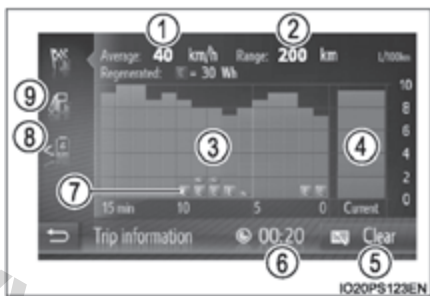 ① ②
Average: 40 km/h Range: 200 km L/100km
Regenerated: = 30 Wh
10
⑨
8
⑧
6
③ ④
4
⑦
2
0
15 min 10 5 0 Current
Trip information 00:20 Clear
⑥ ⑤
IO20PS123EN